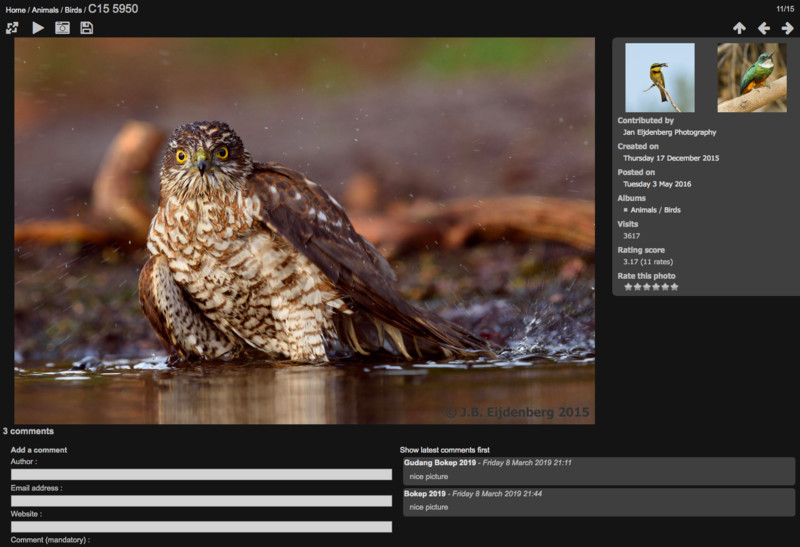 Home / Animals / Birds / C15 5950
11/15
Contributed by
Jan Eijdenberg Photography
Created on
Thursday 17 December 2015
Posted on
Tuesday 3 May 2016
Albums
Animals / Birds
Visits
3617
Rating score
3.17 (11 rates)
Rate this photo
© J.B. Eijdenberg 2015
3 comments
Add a comment
Author :
Email address :
Website :
Comment (mandatory) :
Show latest comments first
Gudang Bokep 2019 - Friday 8 March 2019 21:11
nice picture
Bokep 2019 - Friday 8 March 2019 21:44
nice picture